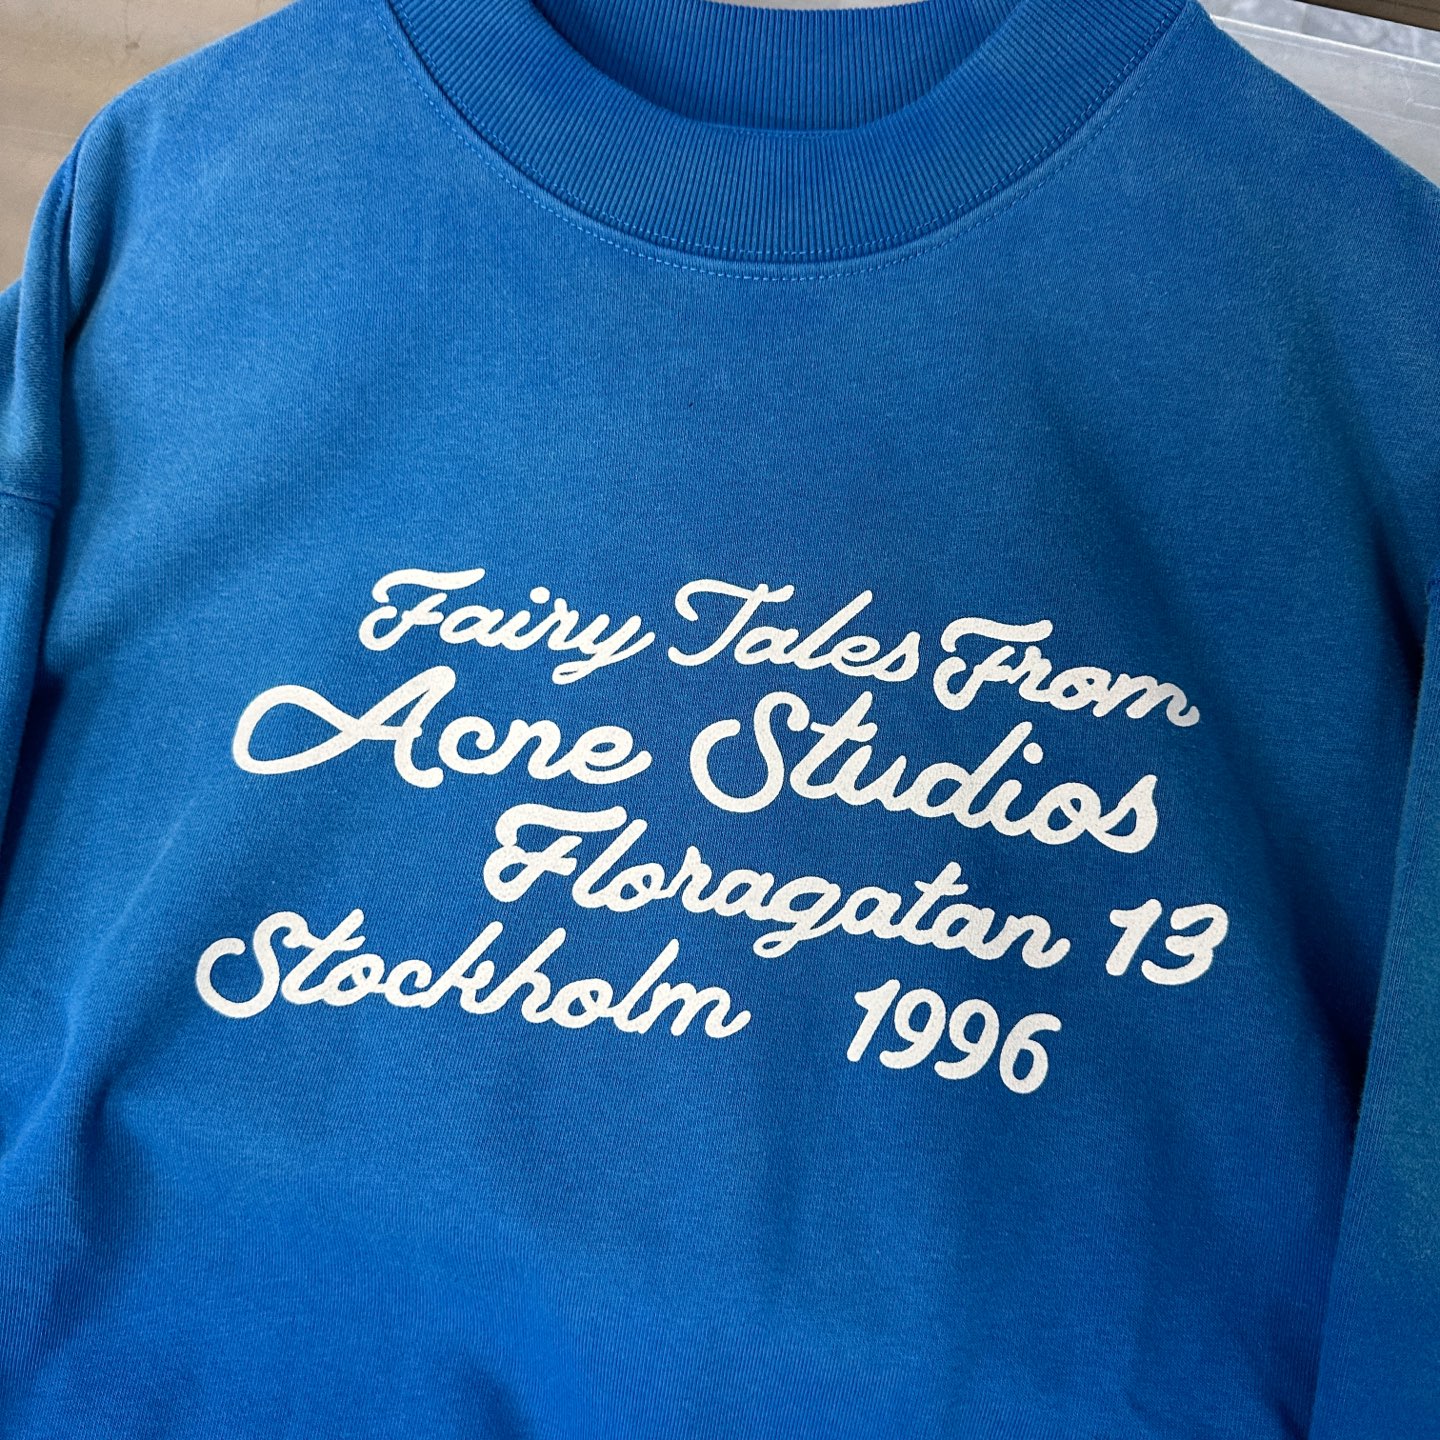 Fairy Tales From
Acne Studios
Floragatan 13
Stockholm 1996